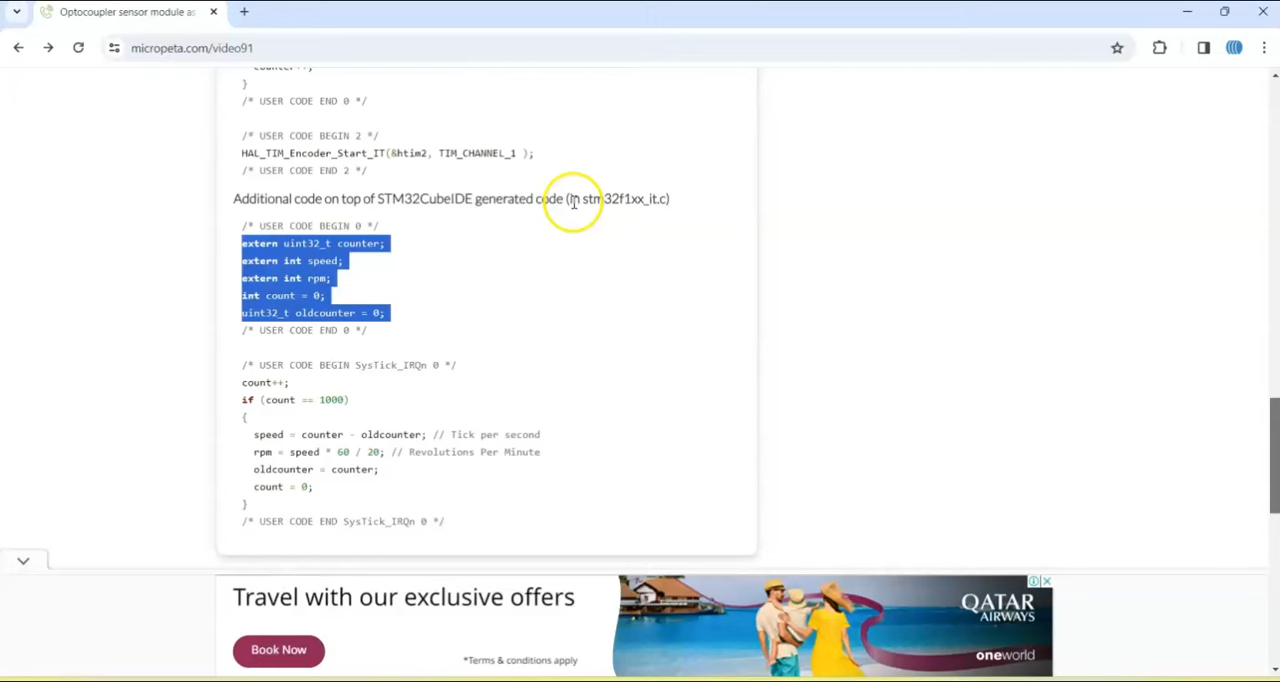 Optocoupler sensor module as
micropeta.com/video91
counter++;
}
/* USER CODE END 0 */
/* USER CODE BEGIN 2 */
HAL_TIM_Encoder_Start_IT(&htim2, TIM_CHANNEL_1 );
/* USER CODE END 2 */
Additional code on top of STM32CubeIDE generated code (in stm32f1xx_it.c)
/* USER CODE BEGIN 0 */
extern uint32_t counter;
extern int speed;
extern int rpm;
int count = 0;
uint32_t oldcounter = 0;
/* USER CODE END 0 */
/* USER CODE BEGIN SysTick_IRQn 0 */
count++;
if (count == 1000)
{
speed = counter - oldcounter; // Tick per second
rpm = speed * 60 / 20; // Revolutions Per Minute
oldcounter = counter;
count = 0;
}
/* USER CODE END SysTick_IRQn 0 */
Travel with our exclusive offers
Book Now
*Terms & conditions apply
QATAR
AIRWAYS
oneworld